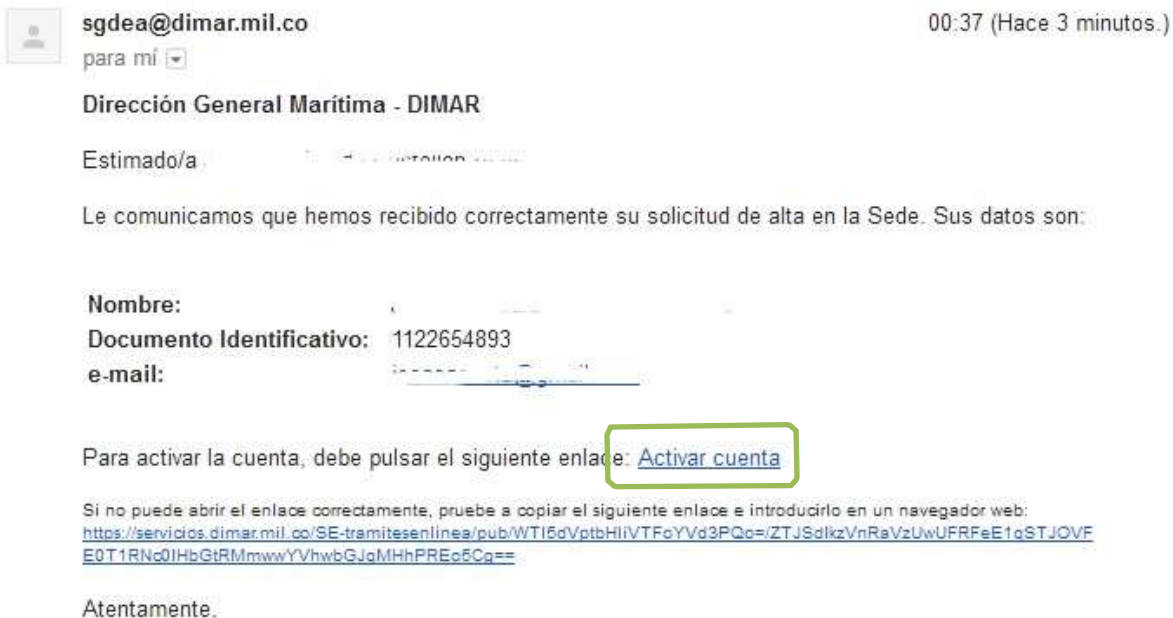 sgdea@dimar.mil.co 00:37 (Hace 3 minutos.)
para mí
Dirección General Marítima - DIMAR
Estimado/a
Le comunicamos que hemos recibido correctamente su solicitud de alta en la Sede. Sus datos son:
Nombre:
Documento Identificativo: 1122654893
e-mail:
Para activar la cuenta, debe pulsar el siguiente enlace: Activar cuenta
Si no puede abrir el enlace correctamente, pruebe a copiar el siguiente enlace e introducirlo en un navegador web:
https://servicios.dimar.mil.co/SE-tramitesenlinea/pub/WTI5dVptbHliVTFoYVd3PQo=/ZTJSdlkzVnRaVzUwUFRFeE1qSTJOVF
E0T1RNc0lHbGtRMmwwYVhwbGJqMHhPREo5Cg==
Atentamente.